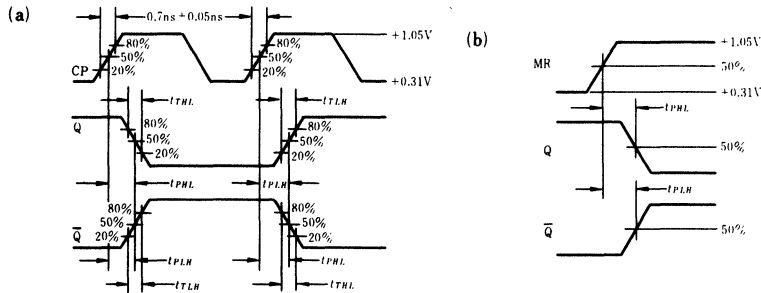 (a)
0.7ns ± 0.05ns
+1.05V
80%
50%
20%
80%
50%
20%
CP
+0.31V
tTHL
tTLH
Q
80%
50%
20%
80%
50%
20%
tPHL
tPLH
80%
50%
20%
80%
50%
20%
Q̄
tPLH
tPHL
tTLH
tTHL
(b)
+1.05V
MR
50%
+0.31V
tPHL
Q
50%
tPLH
Q̄
50%